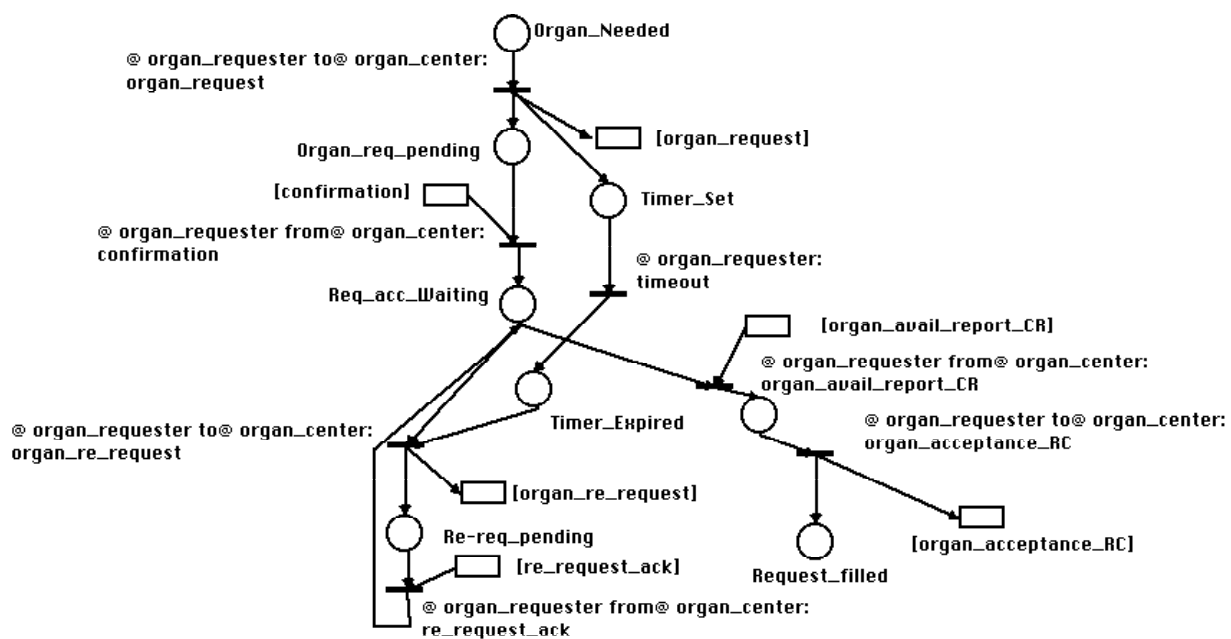 Organ_Needed
@ organ_requester to@ organ_center:
organ_request
[organ_request]
Organ_req_pending
[confirmation]
Timer_Set
@ organ_requester from@ organ_center:
confirmation
@ organ_requester:
timeout
Req_acc_Waiting
[organ_avail_report_CR]
@ organ_requester from@ organ_center:
organ_avail_report_CR
Timer_Expired
@ organ_requester to@ organ_center:
organ_acceptance_RC
@ organ_requester to@ organ_center:
organ_re_request
[organ_re_request]
Re-req_pending
[organ_acceptance_RC]
[re_request_ack]
Request_filled
@ organ_requester from@ organ_center:
re_request_ack